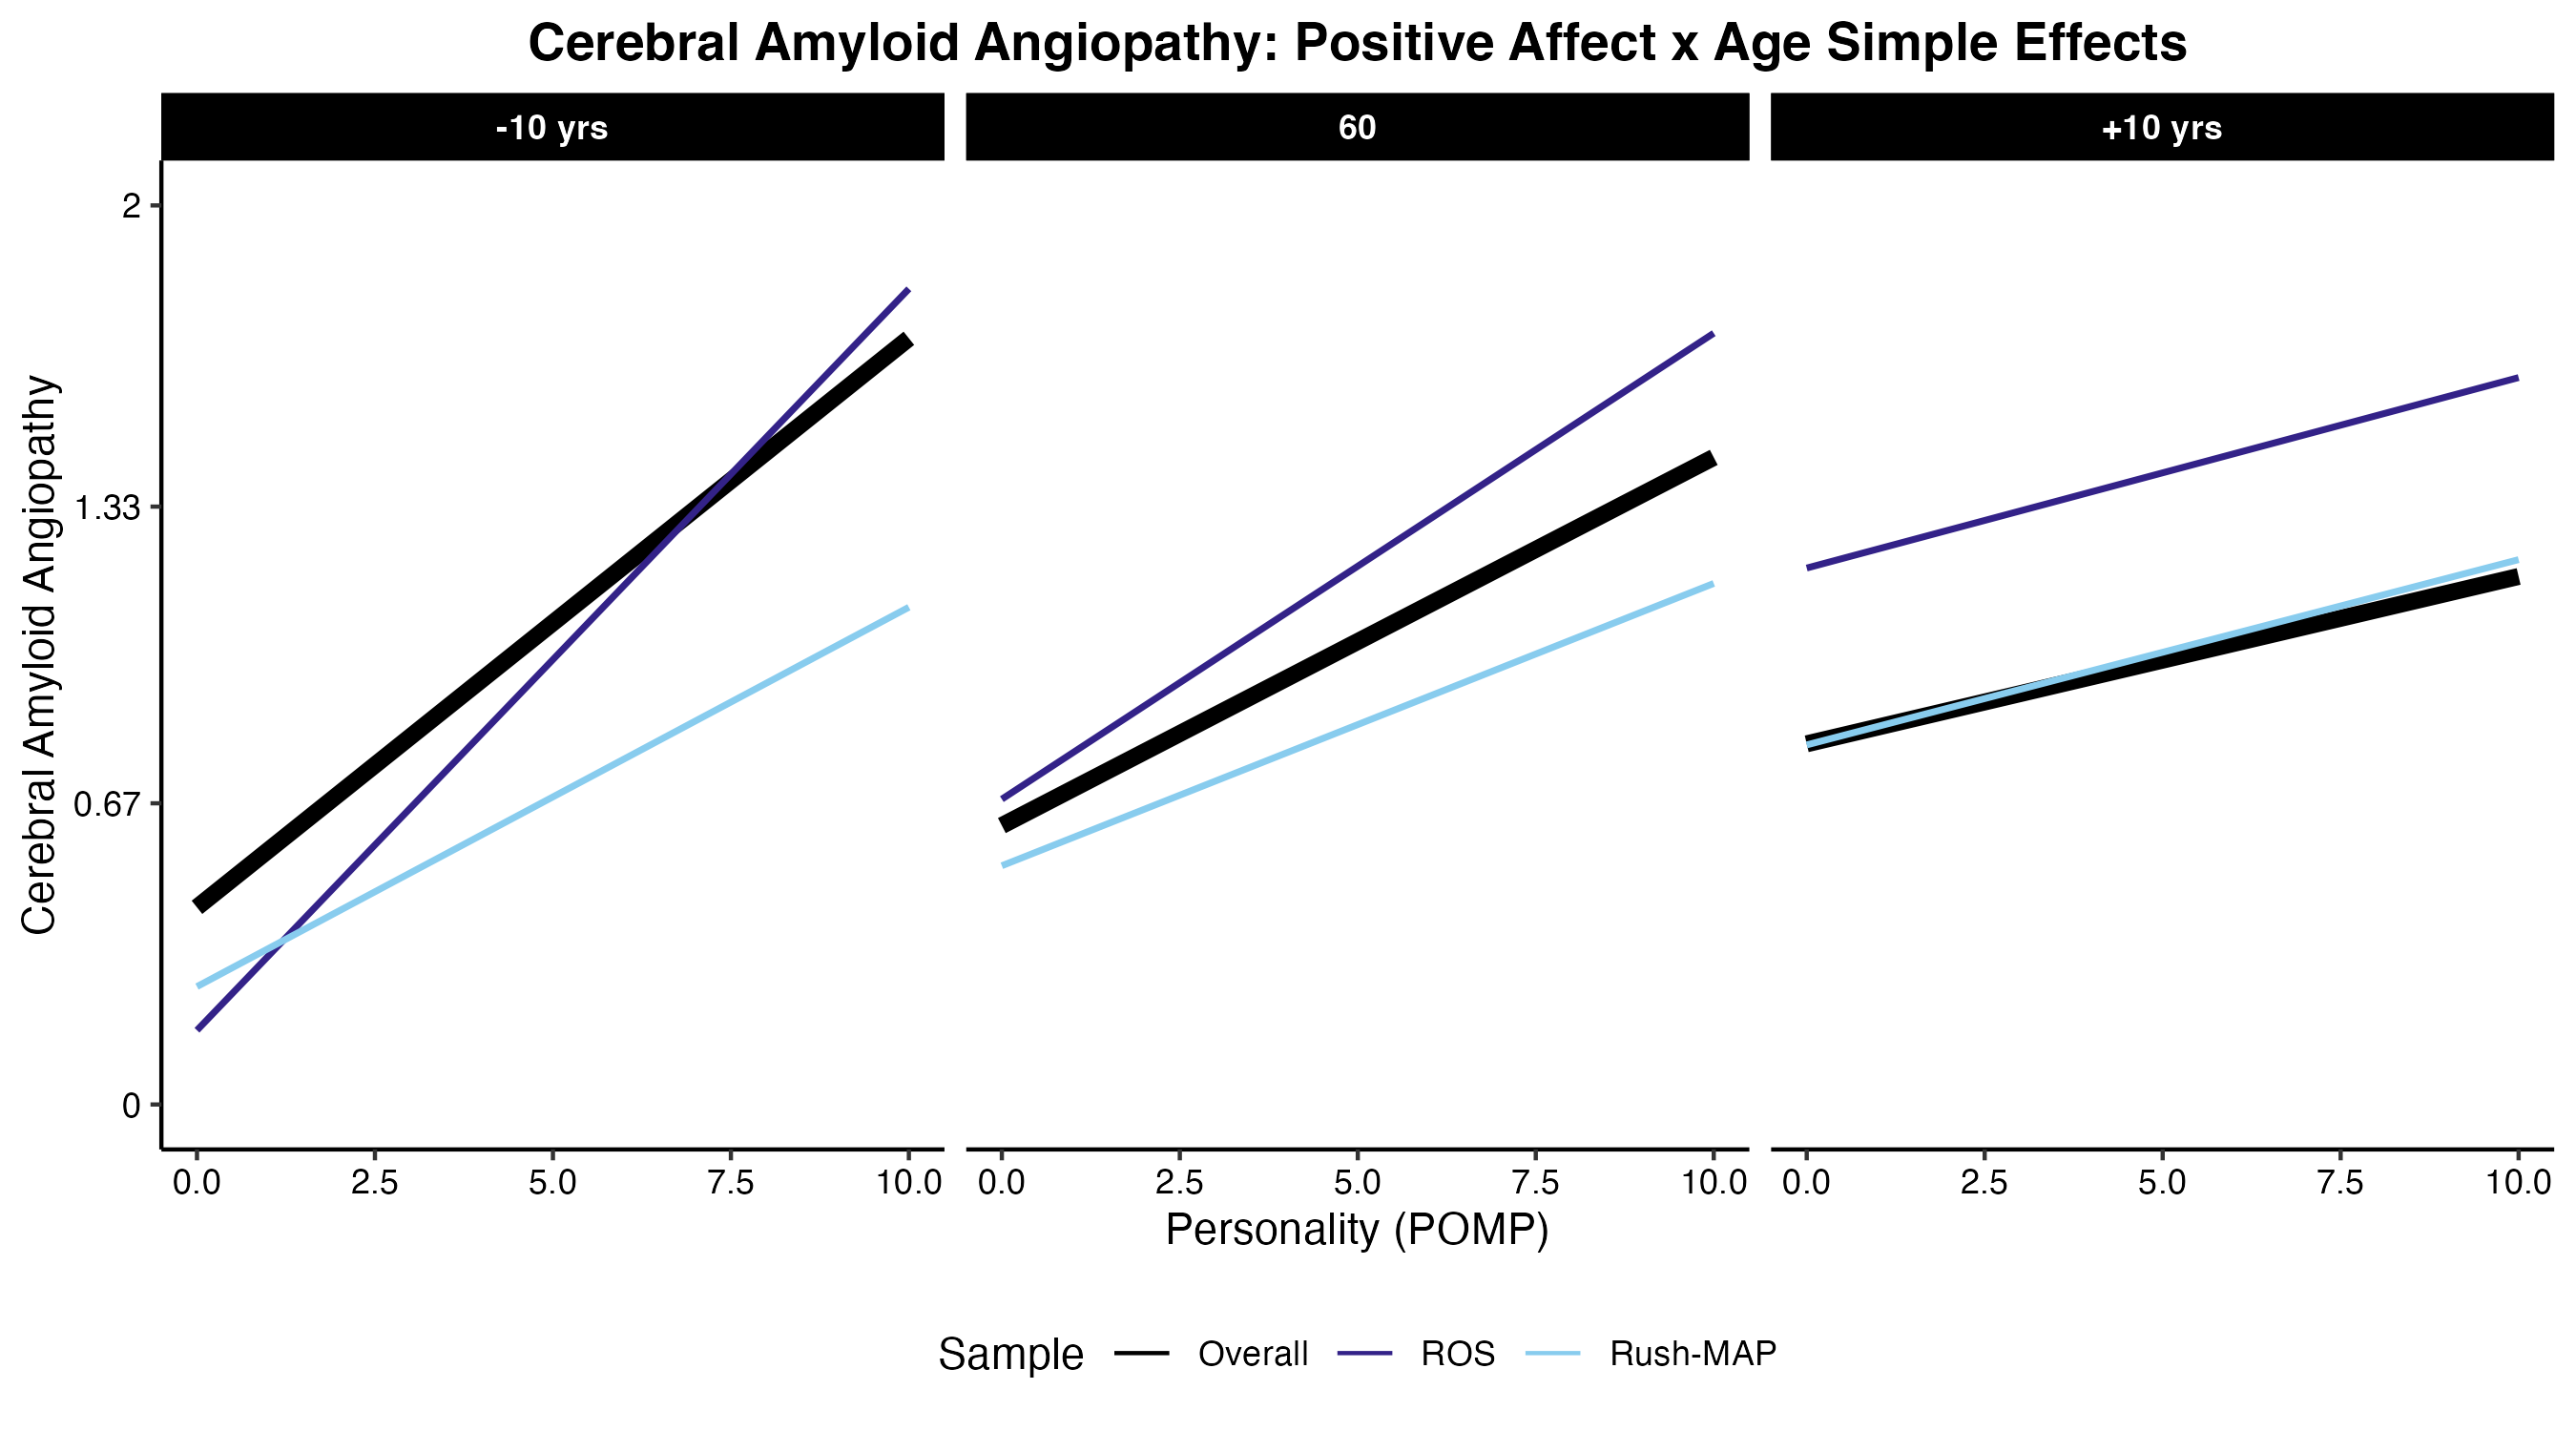 Cerebral Amyloid Angiopathy: Positive Affect x Age Simple Effects
-10 yrs
60
+10 yrs
Cerebral Amyloid Angiopathy
2
1.33
0.67
0
0.0 2.5 5.0 7.5 10.0
0.0 2.5 5.0 7.5 10.0
0.0 2.5 5.0 7.5 10.0
Personality (POMP)
Sample Overall ROS Rush-MAP